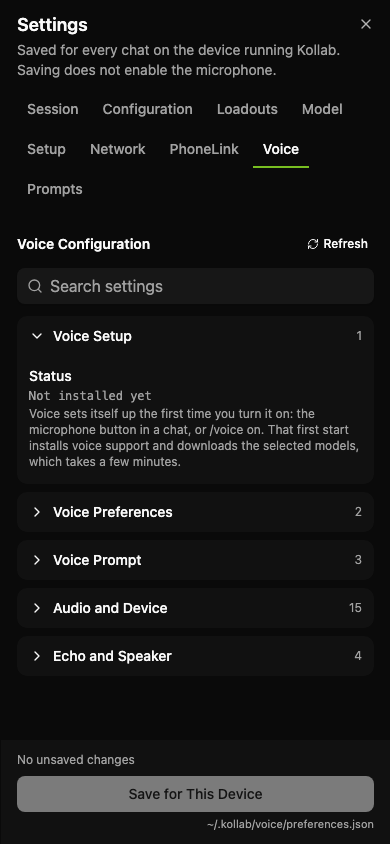 Settings
Saved for every chat on the device running Kollab.
Saving does not enable the microphone.
Session Configuration Loadouts Model
Setup Network PhoneLink Voice
Prompts
Voice Configuration Refresh
Search settings
Voice Setup 1
Status
Not installed yet
Voice sets itself up the first time you turn it on: the
microphone button in a chat, or /voice on. That first start
installs voice support and downloads the selected models,
which takes a few minutes.
Voice Preferences 2
Voice Prompt 3
Audio and Device 15
Echo and Speaker 4
No unsaved changes
Save for This Device
~/.kollab/voice/preferences.json